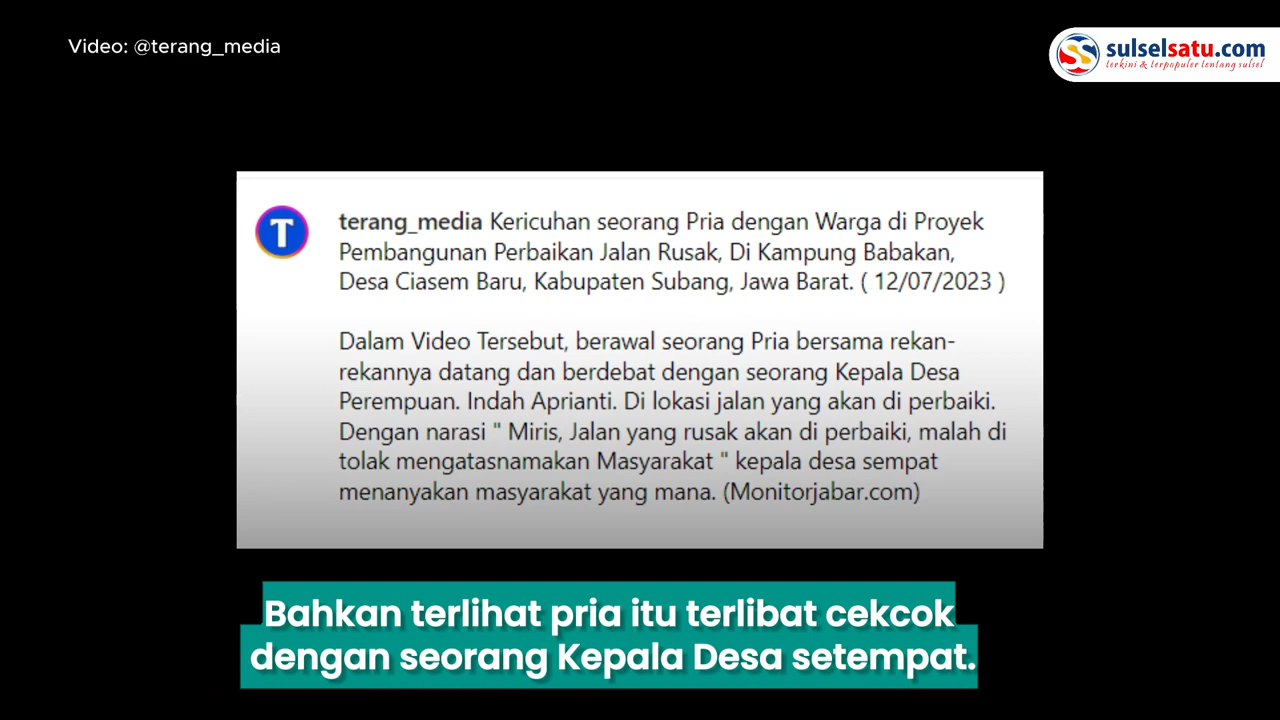 Video: @terang_media
sulselsatu.com
terkini & terpopuler tentang sulsel
T
terang_media Kericuhan seorang Pria dengan Warga di Proyek
Pembangunan Perbaikan Jalan Rusak, Di Kampung Babakan,
Desa Ciasem Baru, Kabupaten Subang, Jawa Barat. ( 12/07/2023 )
Dalam Video Tersebut, berawal seorang Pria bersama rekan-
rekannya datang dan berdebat dengan seorang Kepala Desa
Perempuan. Indah Aprianti. Di lokasi jalan yang akan di perbaiki.
Dengan narasi " Miris, Jalan yang rusak akan di perbaiki, malah di
tolak mengatasnamakan Masyarakat " kepala desa sempat
menanyakan masyarakat yang mana. (Monitorjabar.com)
Bahkan terlihat pria itu terlibat cekcok
dengan seorang Kepala Desa setempat.